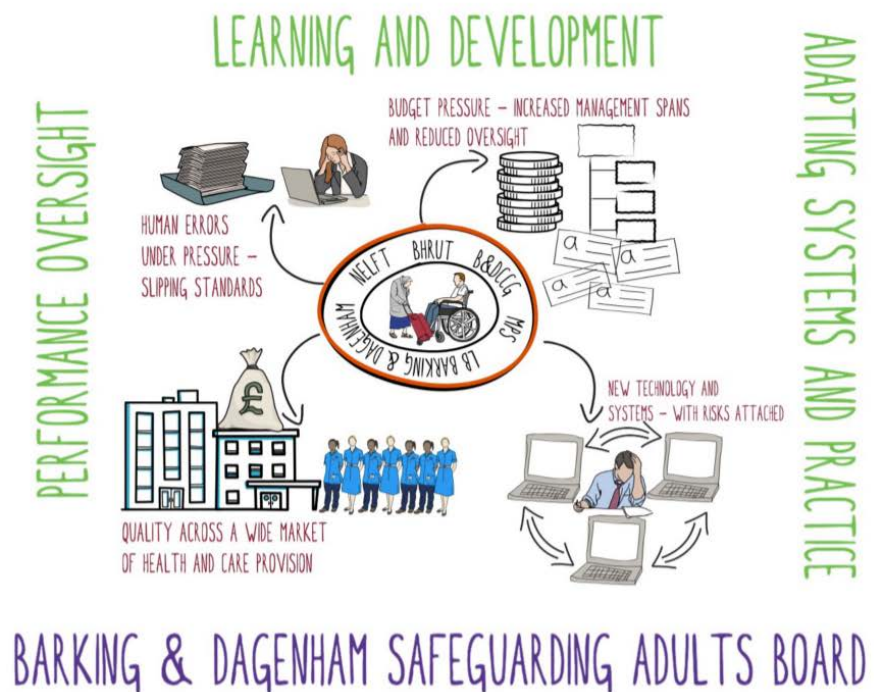 LEARNING AND DEVELOPMENT
PERFORMANCE OVERSIGHT
ADAPTING SYSTEMS AND PRACTICE
BUDGET PRESSURE – INCREASED MANAGEMENT SPANS
AND REDUCED OVERSIGHT
HUMAN ERRORS
UNDER PRESSURE –
SLIPPING STANDARDS
a
a
a
a
NELFT BHRUT B&DCCG MPS LB BARKING & DAGENHAM
NEW TECHNOLOGY AND
SYSTEMS – WITH RISKS ATTACHED
£
QUALITY ACROSS A WIDE MARKET
OF HEALTH AND CARE PROVISION
BARKING & DAGENHAM SAFEGUARDING ADULTS BOARD